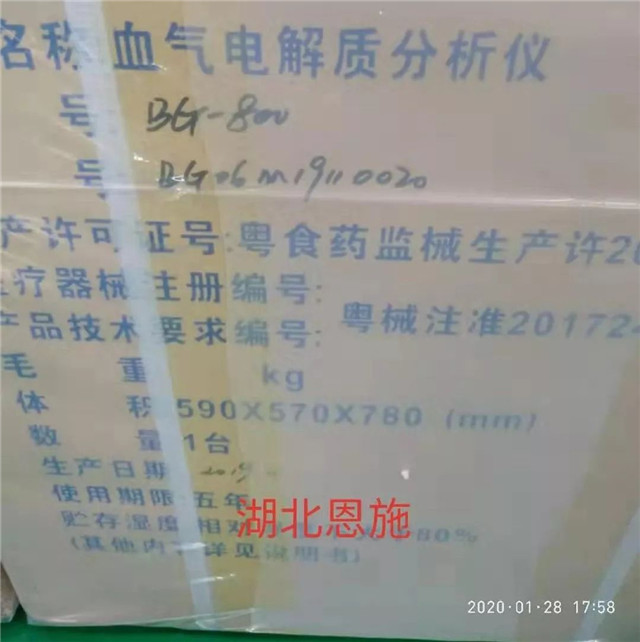 名称 血气电解质分析仪
号 BG-800
号 BG06M19110020
产许可证号:粤食药监械生产许20
疗器械注册编号:
产品技术要求编号: 粤械注准20172
毛 重 kg
体 积 590X570X780 (mm)
数 量 1台
生产日期 2019
使用期限 五年
湖北恩施
贮存湿度 相对 80%
(其他内 详见说明书)
2020·01·28 17:58